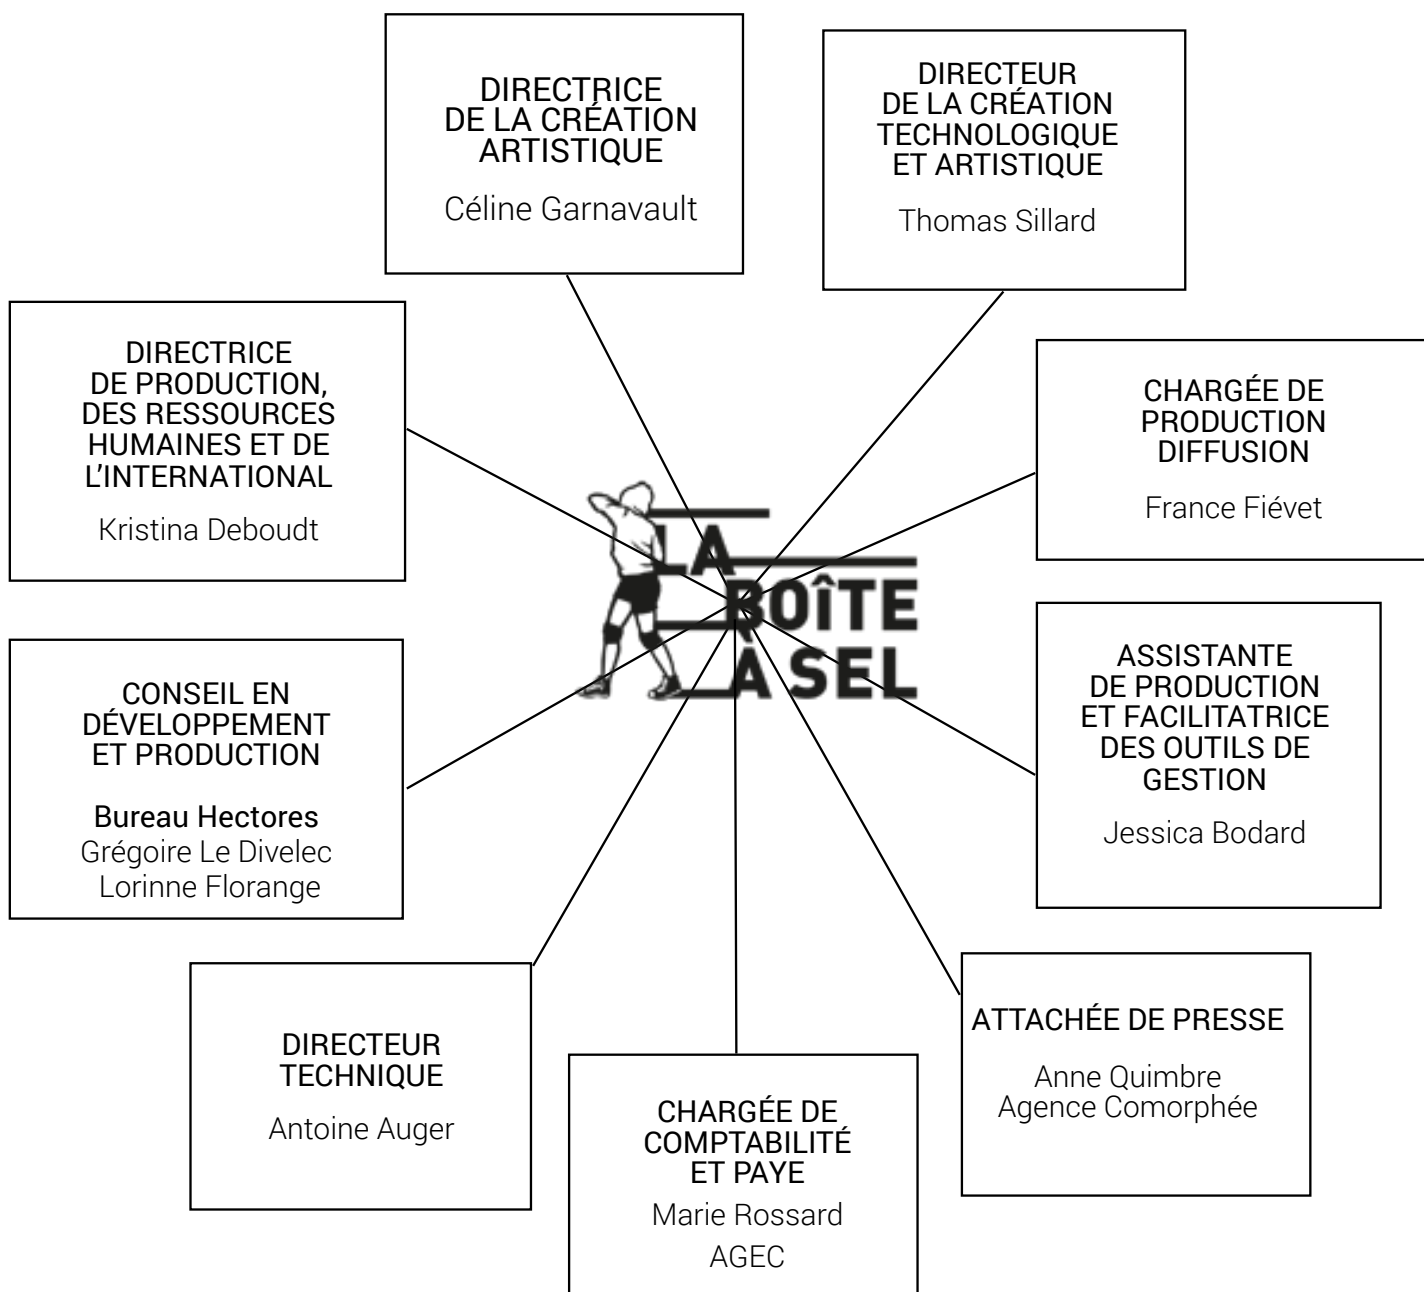 DIRECTRICE
DE LA CRÉATION
ARTISTIQUE
Céline Garnavault
DIRECTEUR
DE LA CRÉATION
TECHNOLOGIQUE
ET ARTISTIQUE
Thomas Sillard
DIRECTRICE
DE PRODUCTION,
DES RESSOURCES
HUMAINES ET DE
L’INTERNATIONAL
Kristina Deboudt
CHARGÉE DE
PRODUCTION
DIFFUSION
France Fiévet
LA
BOÎTE
À SEL
CONSEIL EN
DÉVELOPPEMENT
ET PRODUCTION
Bureau Hectores
Grégoire Le Divelec
Lorinne Florange
ASSISTANTE
DE PRODUCTION
ET FACILITATRICE
DES OUTILS DE
GESTION
Jessica Bodard
DIRECTEUR
TECHNIQUE
Antoine Auger
CHARGÉE DE
COMPTABILITÉ
ET PAYE
Marie Rossard
AGEC
ATTACHÉE DE PRESSE
Anne Quimbre
Agence Comorphée